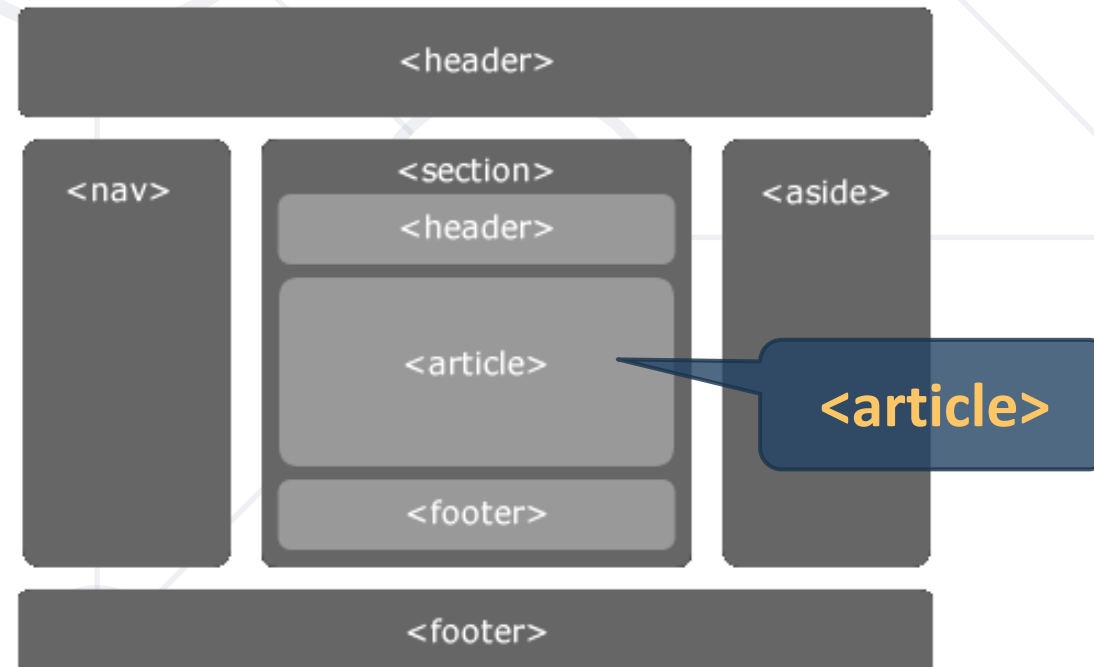 <header>
<nav>
<section>
<header>
<article>
<footer>
<aside>
<article>
<footer>